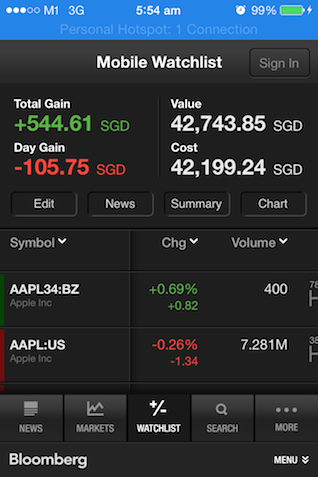 M1 3G 5:54 am 99%
Personal Hotspot: 1 Connection
Mobile Watchlist Sign In
Total Gain Value
+544.61 SGD 42,743.85 SGD
Day Gain Cost
-105.75 SGD 42,199.24 SGD
Edit News Summary Chart
Symbol Chg Volume
AAPL34:BZ +0.69% 400 78
Apple Inc +0.82
AAPL:US -0.26% 7.281M 38
Apple Inc -1.34
+/-
NEWS MARKETS WATCHLIST SEARCH MORE
Bloomberg MENU